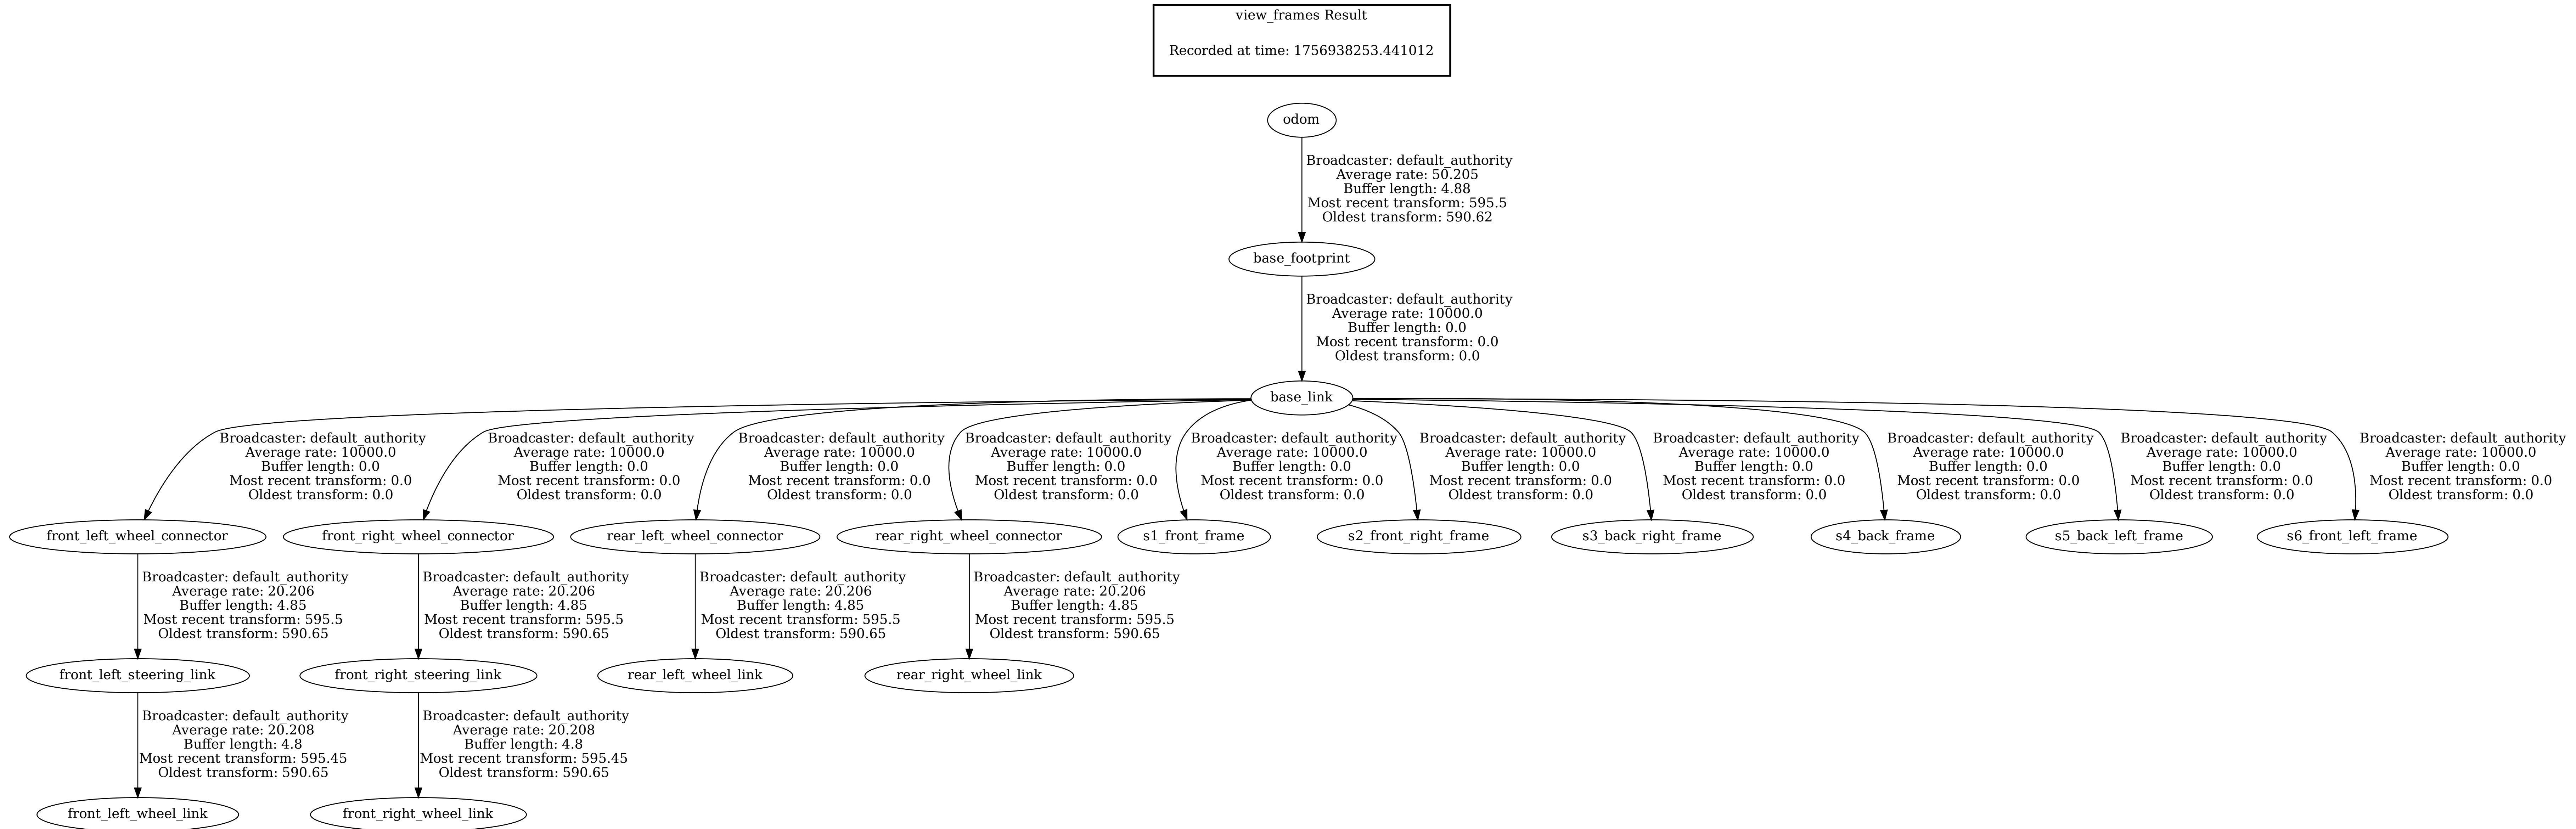 view_frames Result
Recorded at time: 1756938253.441012
odom
Broadcaster: default_authority
Average rate: 50.205
Buffer length: 4.88
Most recent transform: 595.5
Oldest transform: 590.62
base_footprint
Broadcaster: default_authority
Average rate: 10000.0
Buffer length: 0.0
Most recent transform: 0.0
Oldest transform: 0.0
base_link
Broadcaster: default_authority
Average rate: 10000.0
Buffer length: 0.0
Most recent transform: 0.0
Oldest transform: 0.0
Broadcaster: default_authority
Average rate: 10000.0
Buffer length: 0.0
Most recent transform: 0.0
Oldest transform: 0.0
Broadcaster: default_authority
Average rate: 10000.0
Buffer length: 0.0
Most recent transform: 0.0
Oldest transform: 0.0
Broadcaster: default_authority
Average rate: 10000.0
Buffer length: 0.0
Most recent transform: 0.0
Oldest transform: 0.0
Broadcaster: default_authority
Average rate: 10000.0
Buffer length: 0.0
Most recent transform: 0.0
Oldest transform: 0.0
Broadcaster: default_authority
Average rate: 10000.0
Buffer length: 0.0
Most recent transform: 0.0
Oldest transform: 0.0
Broadcaster: default_authority
Average rate: 10000.0
Buffer length: 0.0
Most recent transform: 0.0
Oldest transform: 0.0
Broadcaster: default_authority
Average rate: 10000.0
Buffer length: 0.0
Most recent transform: 0.0
Oldest transform: 0.0
Broadcaster: default_authority
Average rate: 10000.0
Buffer length: 0.0
Most recent transform: 0.0
Oldest transform: 0.0
Broadcaster: default_authority
Average rate: 10000.0
Buffer length: 0.0
Most recent transform: 0.0
Oldest transform: 0.0
front_left_wheel_connector
front_right_wheel_connector
rear_left_wheel_connector
rear_right_wheel_connector
s1_front_frame
s2_front_right_frame
s3_back_right_frame
s4_back_frame
s5_back_left_frame
s6_front_left_frame
Broadcaster: default_authority
Average rate: 20.206
Buffer length: 4.85
Most recent transform: 595.5
Oldest transform: 590.65
Broadcaster: default_authority
Average rate: 20.206
Buffer length: 4.85
Most recent transform: 595.5
Oldest transform: 590.65
Broadcaster: default_authority
Average rate: 20.206
Buffer length: 4.85
Most recent transform: 595.5
Oldest transform: 590.65
Broadcaster: default_authority
Average rate: 20.206
Buffer length: 4.85
Most recent transform: 595.5
Oldest transform: 590.65
front_left_steering_link
front_right_steering_link
rear_left_wheel_link
rear_right_wheel_link
Broadcaster: default_authority
Average rate: 20.208
Buffer length: 4.8
Most recent transform: 595.45
Oldest transform: 590.65
Broadcaster: default_authority
Average rate: 20.208
Buffer length: 4.8
Most recent transform: 595.45
Oldest transform: 590.65
front_left_wheel_link
front_right_wheel_link